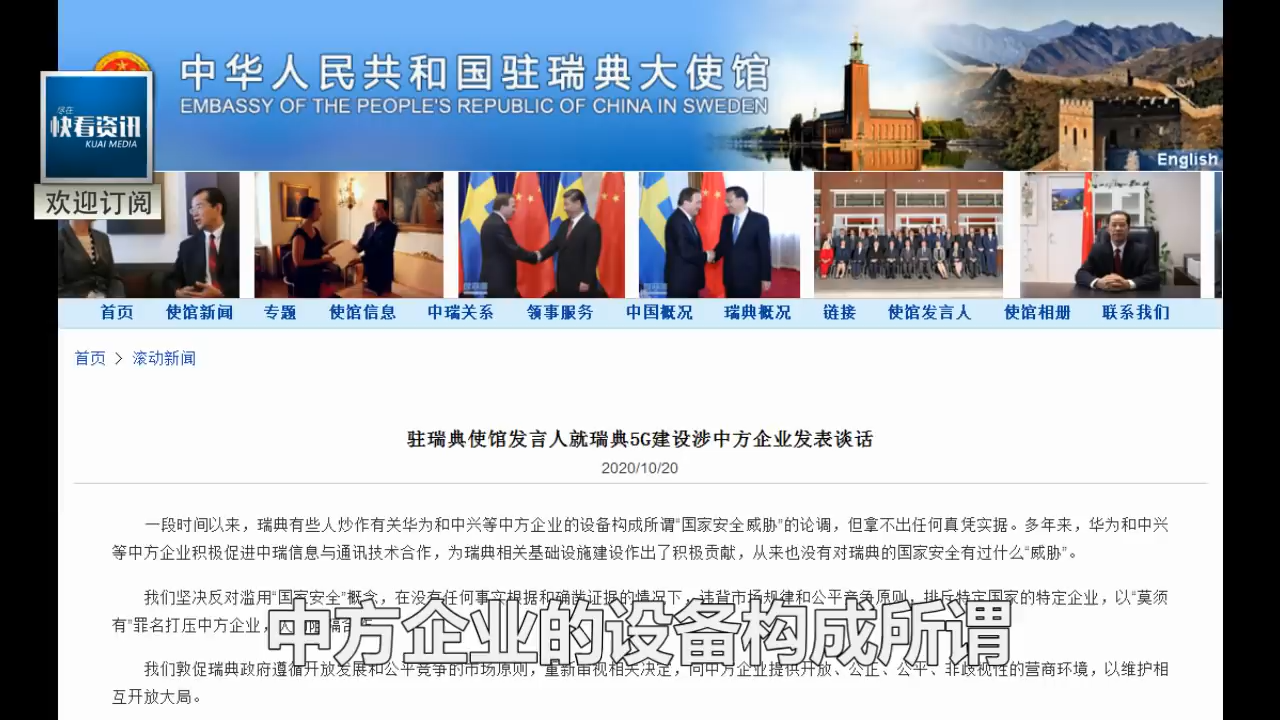 中华人民共和国驻瑞典大使馆
EMBASSY OF THE PEOPLE'S REPUBLIC OF CHINA IN SWEDEN
尽在
快看资讯
KUAI MEDIA
欢迎订阅
English
首页 使馆新闻 专题 使馆信息 中瑞关系 领事服务 中国概况 瑞典概况 链接 使馆发言人 使馆相册 联系我们
首页 > 滚动新闻
驻瑞典使馆发言人就瑞典5G建设涉中方企业发表谈话
2020/10/20
一段时间以来，瑞典有些人炒作有关华为和中兴等中方企业的设备构成所谓“国家安全威胁”的论调，但拿不出任何真凭实据。多年来，华为和中兴
等中方企业积极促进中瑞信息与通讯技术合作，为瑞典相关基础设施建设作出了积极贡献，从来也没有对瑞典的国家安全有过什么“威胁”。
我们坚决反对滥用“国家安全”概念，在没有任何事实根据和确凿证据的情况下，违背市场规律和公平竞争原则，排斥特定国家的特定企业，以“莫须
有”罪名打压中方企业，
中方企业的设备构成所谓
我们敦促瑞典政府遵循开放发展和公平竞争的市场原则，重新审视相关决定，向中方企业提供开放、公正、公平、非歧视性的营商环境，以维护相
互开放大局。